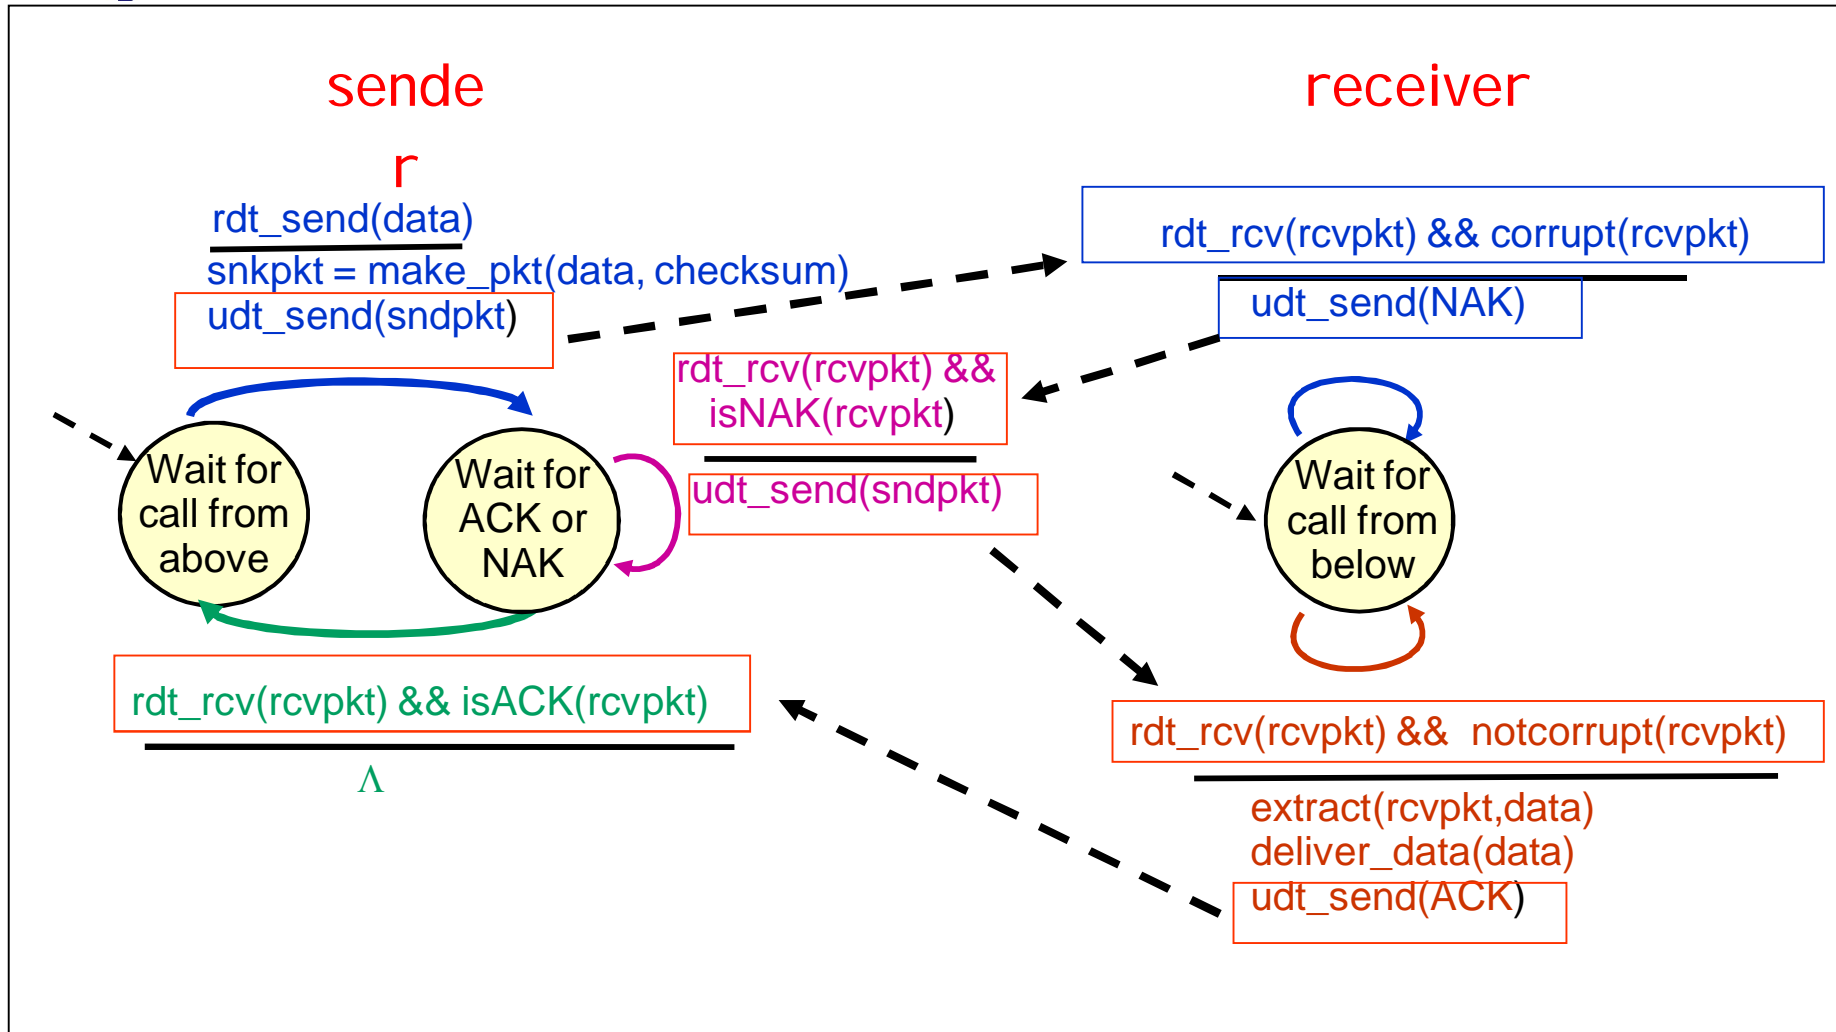 sende
r
rdt_send(data)
snkpkt = make_pkt(data, checksum)
udt_send(sndpkt)
rdt_rcv(rcvpkt) &&
isNAK(rcvpkt)
udt_send(sndpkt)
Wait for
call from
above
Wait for
ACK or
NAK
rdt_rcv(rcvpkt) && isACK(rcvpkt)
Λ
receiver
rdt_rcv(rcvpkt) && corrupt(rcvpkt)
udt_send(NAK)
Wait for
call from
below
rdt_rcv(rcvpkt) && notcorrupt(rcvpkt)
extract(rcvpkt,data)
deliver_data(data)
udt_send(ACK)